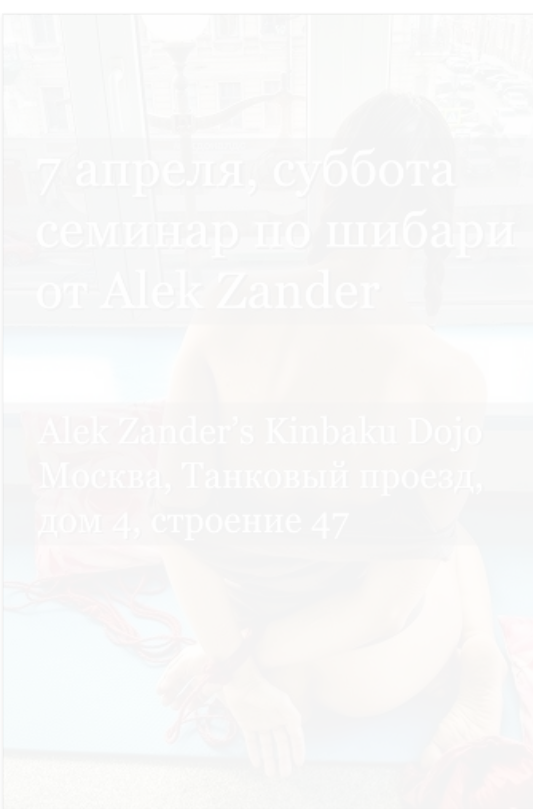 7 апреля, суббота
семинар по шибари
от Alek Zander
Alek Zander's Kinbaku Dojo
Москва, Танковый проезд,
дом 4, строение 47